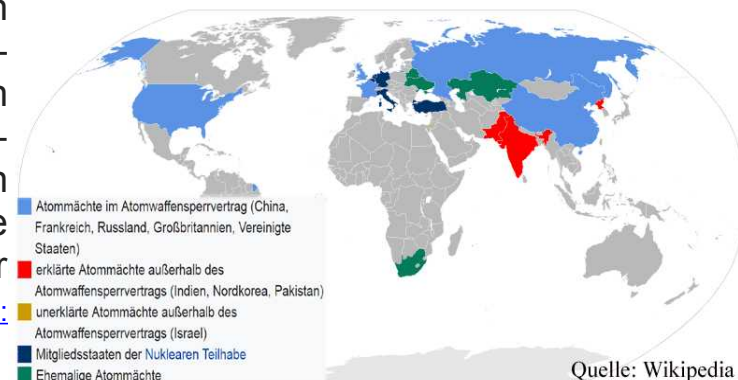 Atommächte im Atomwaffensperrvertrag (China,
Frankreich, Russland, Großbritannien, Vereinigte
Staaten)
erklärte Atommächte außerhalb des
Atomwaffensperrvertrags (Indien, Nordkorea, Pakistan)
unerklärte Atommächte außerhalb des
Atomwaffensperrvertrags (Israel)
Mitgliedsstaaten der Nuklearen Teilhabe
Ehemalige Atommächte
Quelle: Wikipedia